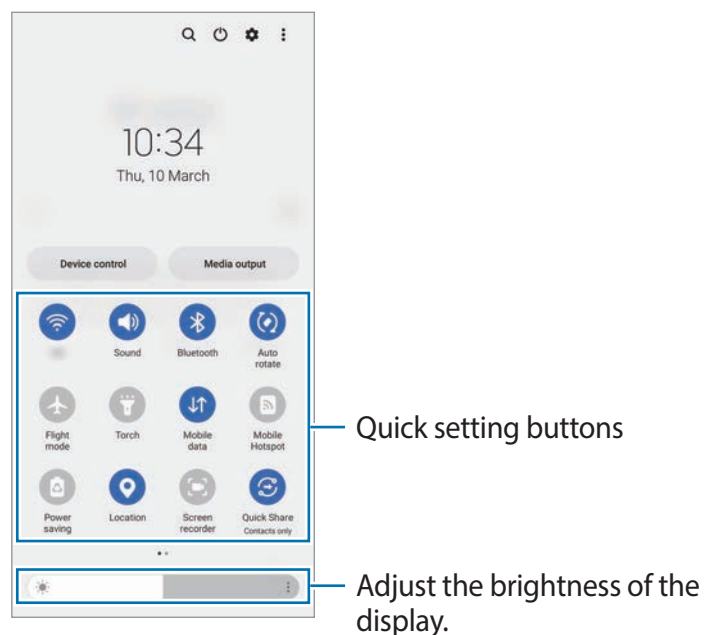 10:34
Thu, 10 March
Device control Media output
Sound Bluetooth Auto
rotate
Flight
mode
Torch Mobile
data
Mobile
Hotspot
Quick setting buttons
Power
saving
Location Screen
recorder
Quick Share
Contacts only
Adjust the brightness of the
display.